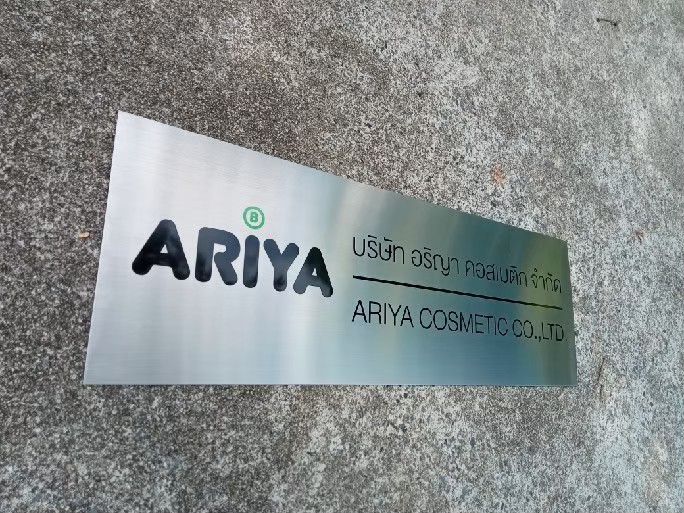 ARIYA
8
บริษัท อริญา คอสเมติก จำกัด
ARIYA COSMETIC CO.,LTD.